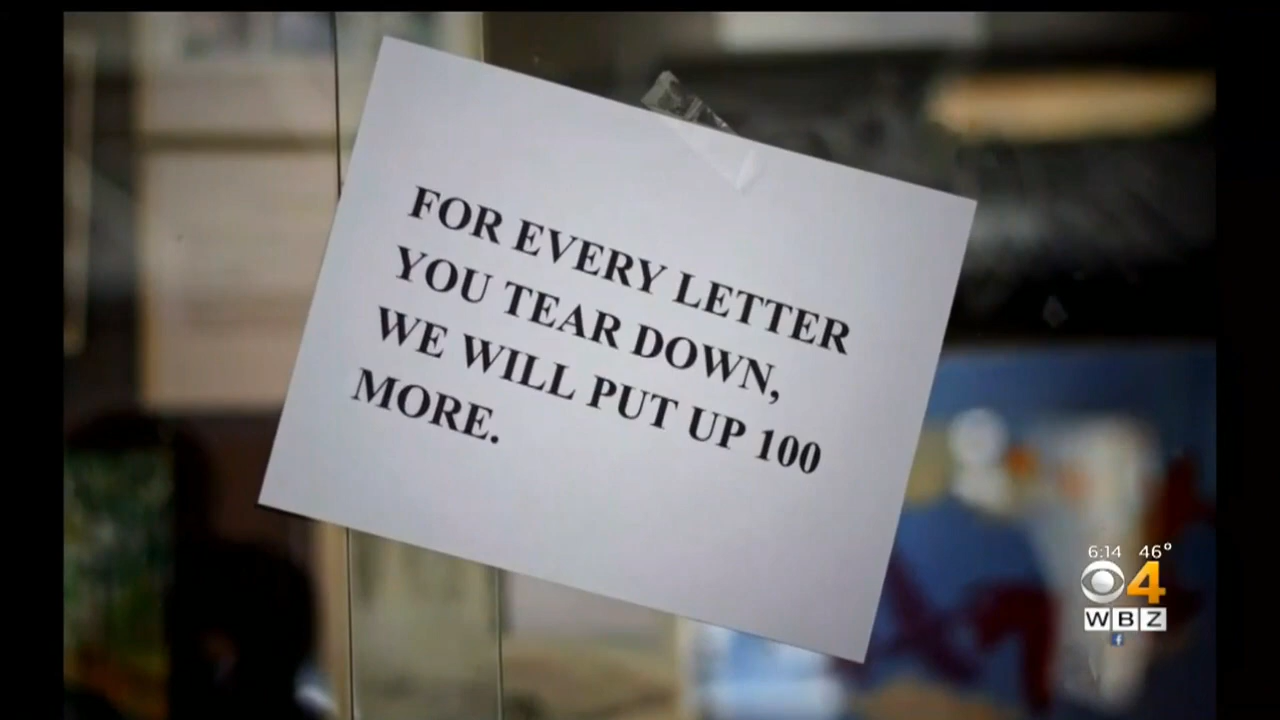 FOR EVERY LETTER
YOU TEAR DOWN,
WE WILL PUT UP 100
MORE.
6:14 46°
4
WBZ
f